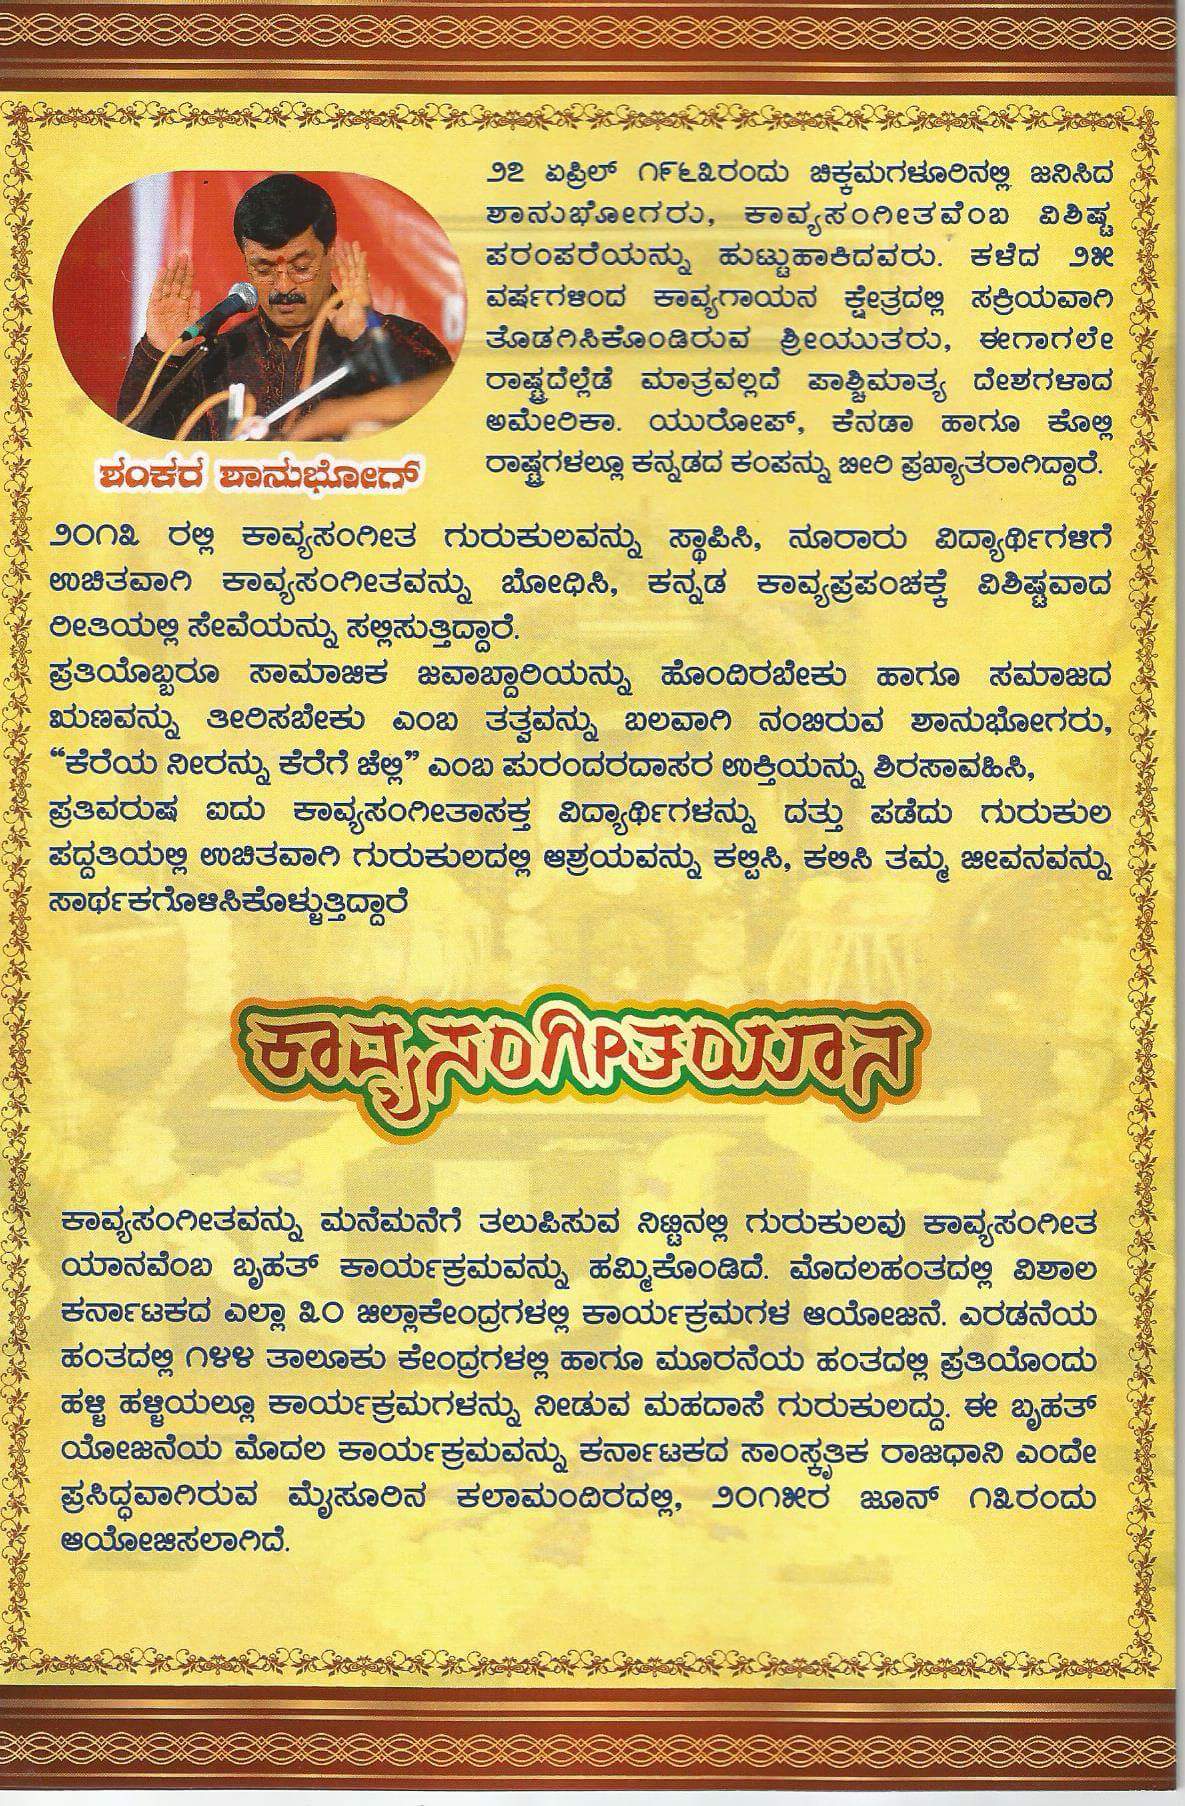 ೨೭ ಏಪ್ರಿಲ್ ೧೯೬೩ರಂದು ಚಿಕ್ಕಮಗಳೂರಿನಲ್ಲಿ ಜನಿಸಿದ
ಶಾನುಭೋಗರು, ಕಾವ್ಯಸಂಗೀತವೆಂಬ ವಿಶಿಷ್ಟ
ಪರಂಪರೆಯನ್ನು ಹುಟ್ಟುಹಾಕಿದವರು. ಕಳೆದ ೨೫
ವರ್ಷಗಳಿಂದ ಕಾವ್ಯಗಾಯನ ಕ್ಷೇತ್ರದಲ್ಲಿ ಸಕ್ರಿಯವಾಗಿ
ತೊಡಗಿಸಿಕೊಂಡಿರುವ ಶ್ರೀಯುತರು, ಈಗಾಗಲೇ
ರಾಷ್ಟ್ರದೆಲ್ಲೆಡೆ ಮಾತ್ರವಲ್ಲದೆ ಪಾಶ್ಚಿಮಾತ್ಯ ದೇಶಗಳಾದ
ಅಮೇರಿಕಾ. ಯುರೋಪ್, ಕೆನಡಾ ಹಾಗೂ ಕೊಲ್ಲಿ
ರಾಷ್ಟ್ರಗಳಲ್ಲೂ ಕನ್ನಡದ ಕಂಪನ್ನು ಬೀರಿ ಪ್ರಖ್ಯಾತರಾಗಿದ್ದಾರೆ.
ಶಂಕರ ಶಾನುಭೋಗ್
೨೦೧೩ ರಲ್ಲಿ ಕಾವ್ಯಸಂಗೀತ ಗುರುಕುಲವನ್ನು ಸ್ಥಾಪಿಸಿ, ನೂರಾರು ವಿದ್ಯಾರ್ಥಿಗಳಿಗೆ
ಉಚಿತವಾಗಿ ಕಾವ್ಯಸಂಗೀತವನ್ನು ಬೋಧಿಸಿ, ಕನ್ನಡ ಕಾವ್ಯಪ್ರಪಂಚಕ್ಕೆ ವಿಶಿಷ್ಟವಾದ
ರೀತಿಯಲ್ಲಿ ಸೇವೆಯನ್ನು ಸಲ್ಲಿಸುತ್ತಿದ್ದಾರೆ.
ಪ್ರತಿಯೊಬ್ಬರೂ ಸಾಮಾಜಿಕ ಜವಾಬ್ದಾರಿಯನ್ನು ಹೊಂದಿರಬೇಕು ಹಾಗೂ ಸಮಾಜದ
ಋಣವನ್ನು ತೀರಿಸಬೇಕು ಎಂಬ ತತ್ವವನ್ನು ಬಲವಾಗಿ ನಂಬಿರುವ ಶಾನುಭೋಗರು,
“ಕೆರೆಯ ನೀರನ್ನು ಕೆರೆಗೆ ಚೆಲ್ಲಿ” ಎಂಬ ಪುರಂದರದಾಸರ ಉಕ್ತಿಯನ್ನು ಶಿರಸಾವಹಿಸಿ,
ಪ್ರತಿವರುಷ ಐದು ಕಾವ್ಯಸಂಗೀತಾಸಕ್ತ ವಿದ್ಯಾರ್ಥಿಗಳನ್ನು ದತ್ತು ಪಡೆದು ಗುರುಕುಲ
ಪದ್ದತಿಯಲ್ಲಿ ಉಚಿತವಾಗಿ ಗುರುಕುಲದಲ್ಲಿ ಆಶ್ರಯವನ್ನು ಕಲ್ಪಿಸಿ, ಕಲಿಸಿ ತಮ್ಮ ಜೀವನವನ್ನು
ಸಾರ್ಥಕಗೊಳಿಸಿಕೊಳ್ಳುತ್ತಿದ್ದಾರೆ
ಕಾವ್ಯಸಂಗೀತಯಾನ
ಕಾವ್ಯಸಂಗೀತವನ್ನು ಮನೆಮನೆಗೆ ತಲುಪಿಸುವ ನಿಟ್ಟಿನಲ್ಲಿ ಗುರುಕುಲವು ಕಾವ್ಯಸಂಗೀತ
ಯಾನವೆಂಬ ಬೃಹತ್ ಕಾರ್ಯಕ್ರಮವನ್ನು ಹಮ್ಮಿಕೊಂಡಿದೆ. ಮೊದಲಹಂತದಲ್ಲಿ ವಿಶಾಲ
ಕರ್ನಾಟಕದ ಎಲ್ಲಾ ೩೦ ಜಿಲ್ಲಾಕೇಂದ್ರಗಳಲ್ಲಿ ಕಾರ್ಯಕ್ರಮಗಳ ಆಯೋಜನೆ. ಎರಡನೆಯ
ಹಂತದಲ್ಲಿ ೧೪೪ ತಾಲೂಕು ಕೇಂದ್ರಗಳಲ್ಲಿ ಹಾಗೂ ಮೂರನೆಯ ಹಂತದಲ್ಲಿ ಪ್ರತಿಯೊಂದು
ಹಳ್ಳಿ ಹಳ್ಳಿಯಲ್ಲೂ ಕಾರ್ಯಕ್ರಮಗಳನ್ನು ನೀಡುವ ಮಹದಾಸೆ ಗುರುಕುಲದ್ದು. ಈ ಬೃಹತ್
ಯೋಜನೆಯ ಮೊದಲ ಕಾರ್ಯಕ್ರಮವನ್ನು ಕರ್ನಾಟಕದ ಸಾಂಸ್ಕೃತಿಕ ರಾಜಧಾನಿ ಎಂದೇ
ಪ್ರಸಿದ್ಧವಾಗಿರುವ ಮೈಸೂರಿನ ಕಲಾಮಂದಿರದಲ್ಲಿ, ೨೦೧೫ರ ಜೂನ್ ೧೩ರಂದು
ಆಯೋಜಿಸಲಾಗಿದೆ.